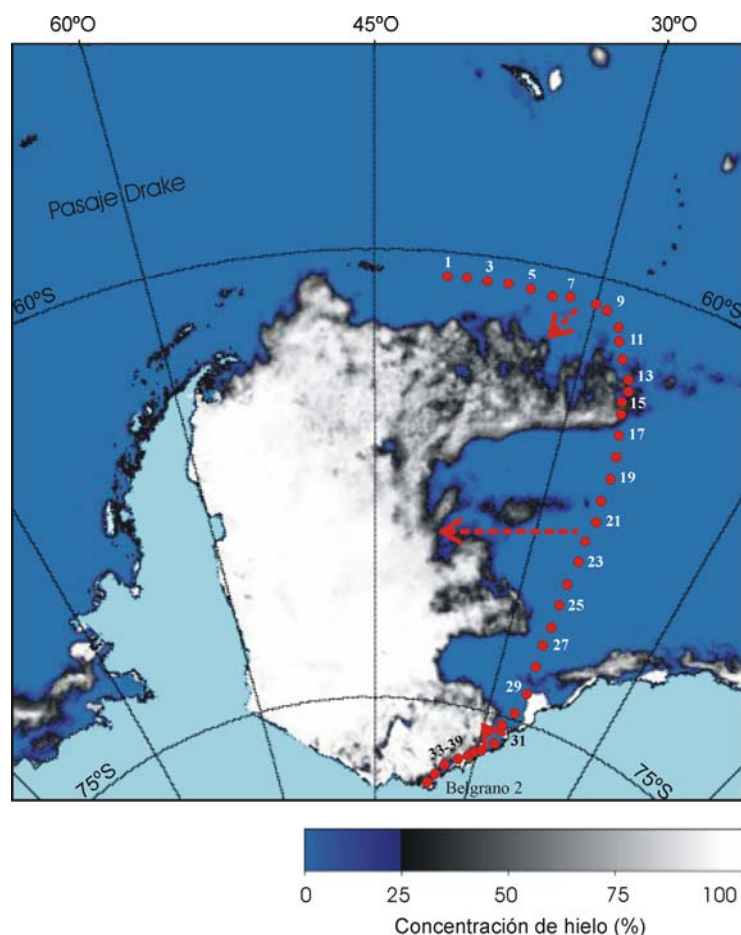 60ºO 45ºO 30ºO
Pasaje Drake
60ºS
60ºS
1 3 5 7 9
11
13
15
17
19
21
23
25
27
29
31
33-39
75ºS
75ºS
Belgrano 2
0 25 50 75 100
Concentración de hielo (%)